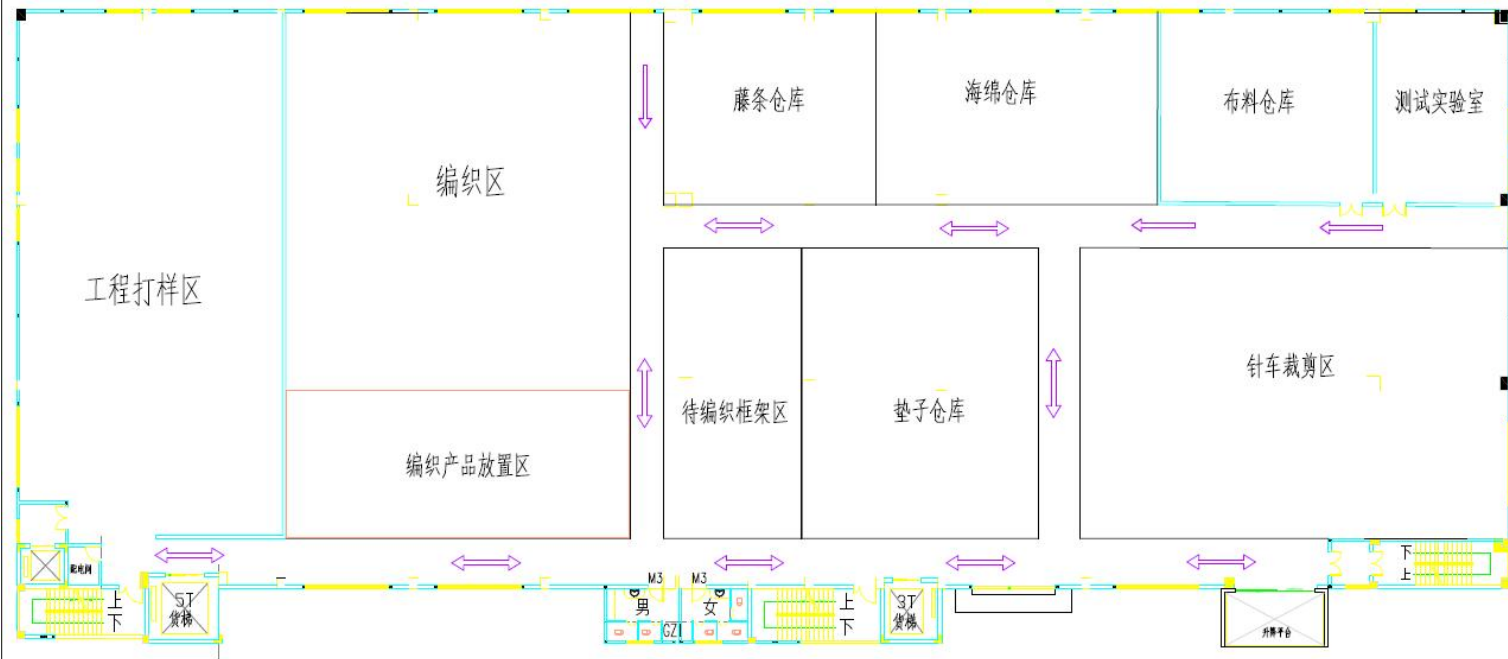 藤条仓库
海绵仓库
布料仓库
测试实验室
编织区
工程打样区
针车裁剪区
待编织框架区
垫子仓库
编织产品放置区
配电间
下
上
M3
M3
5T
货梯
上
下
男
女
GZ1
上
下
3T
货梯
升降平台